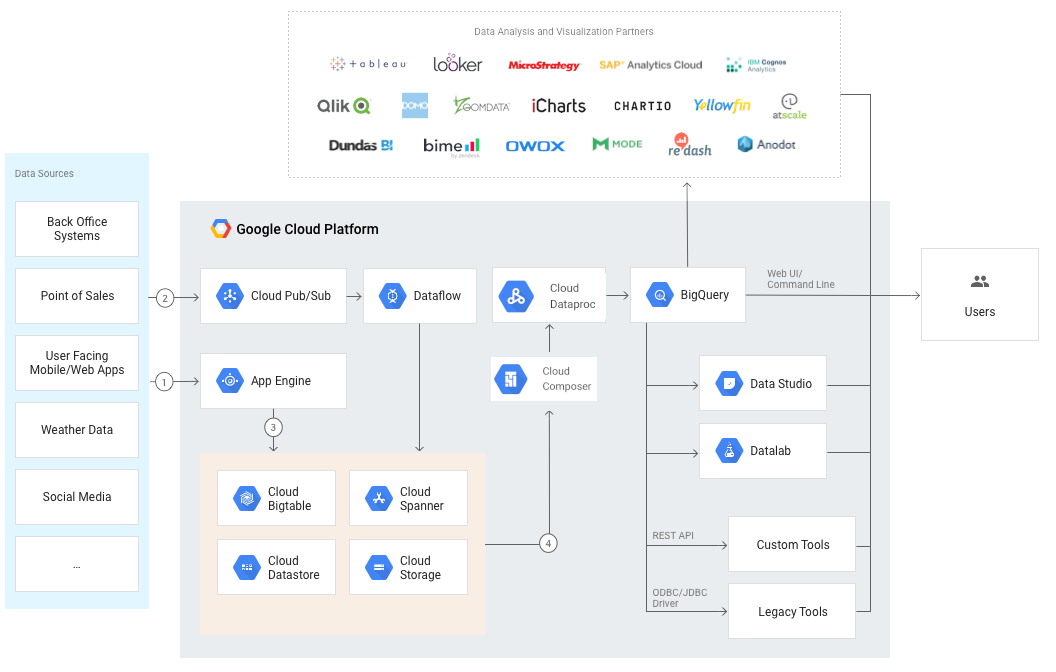 Data Analysis and Visualization Partners
+ableau
looker
MicroStrategy
SAP Analytics Cloud
IBM Cognos
Analytics
Qlik
DOMO
ZOOMDATA
iCharts
CHARTIO
Yellowfin
atscale
Dundas BI
bime
by zendesk
OWOX
MODE
re:dash
Anodot
Data Sources
Back Office
Systems
Point of Sales
User Facing
Mobile/Web Apps
Weather Data
Social Media
...
Google Cloud Platform
2
Cloud Pub/Sub
Dataflow
Cloud
Dataproc
BigQuery
Web UI/
Command Line
Users
1
App Engine
Cloud
Composer
Data Studio
3
Datalab
Cloud
Bigtable
Cloud
Spanner
Cloud
Datastore
Cloud
Storage
4
REST API
Custom Tools
ODBC/JDBC
Driver
Legacy Tools